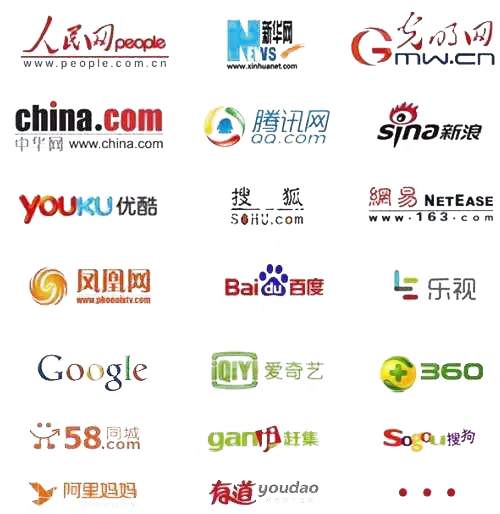 人民网 people
www.people.com.cn
新华网
NEWS
www.xinhuanet.com
光明网
Gmw.cn
china.com
中华网 www.china.com
腾讯网
QQ.com
sina 新浪
YOUKU 优酷
搜狐
SOHU.com
網易 NETEASE
www.163.com
凤凰网
www.phoenixtv.com
Bai du 百度
乐视
Google
iQIYI 爱奇艺
360
58 同城
.com
ganji 赶集
Sogou 搜狗
阿里妈妈
有道 youdao